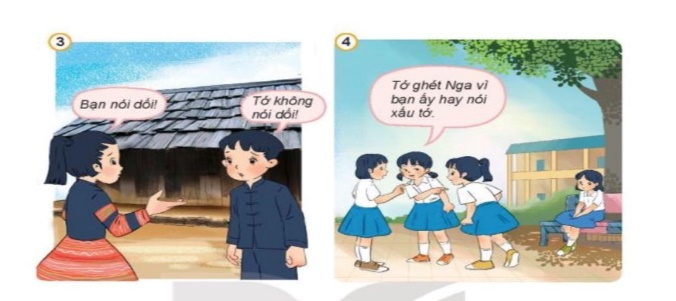 3
Bạn nói dối!
Tớ không
nói dối!
4
Tớ ghét Nga vì
bạn ấy hay nói
xấu tớ.